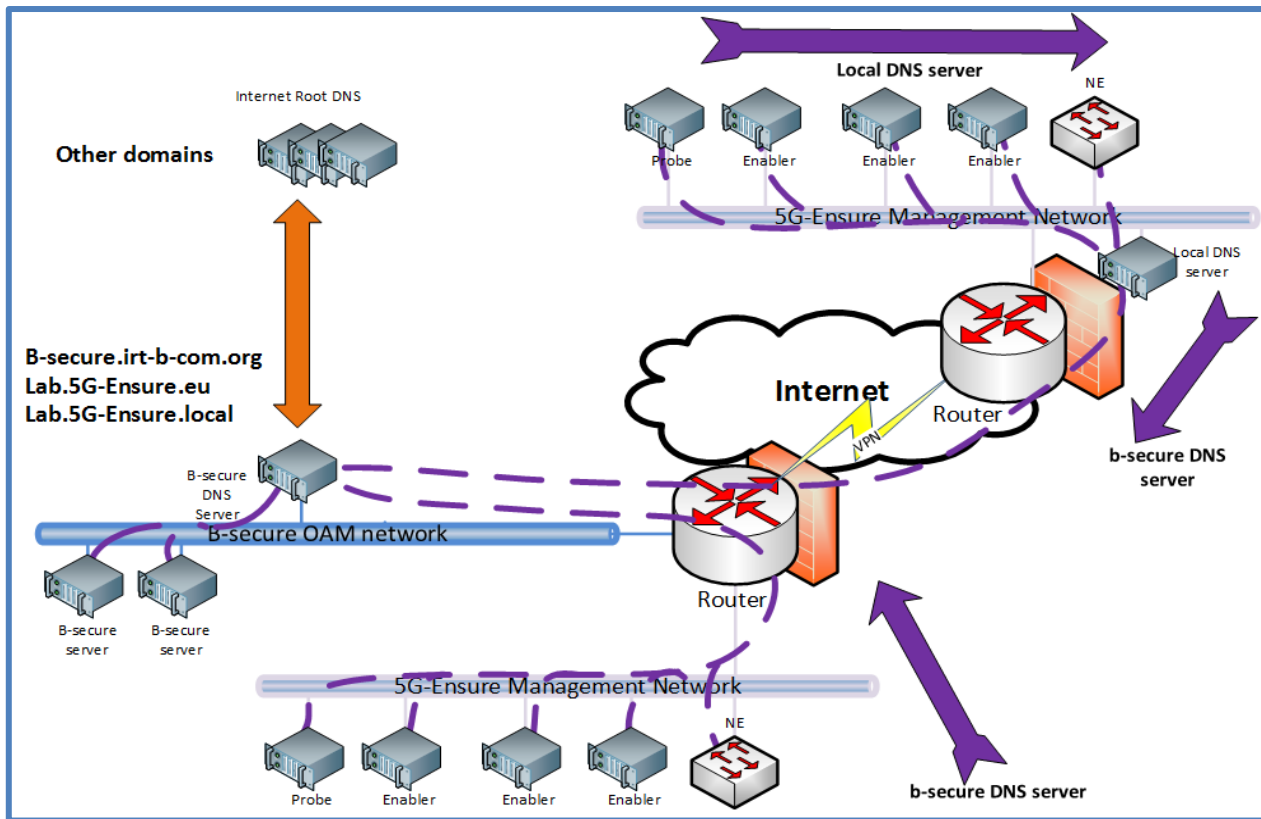 Local DNS server
Internet Root DNS
NE
Other domains
Probe
Enabler
Enabler
Enabler
5G-Ensure Management Network
Local DNS
server
B-secure.irt-b-com.org
Lab.5G-Ensure.eu
Lab.5G-Ensure.local
Internet
Router
VPN
b-secure DNS
server
B-secure
DNS
Server
B-secure OAM network
Router
B-secure
server
B-secure
server
5G-Ensure Management Network
NE
Probe
Enabler
Enabler
Enabler
b-secure DNS server